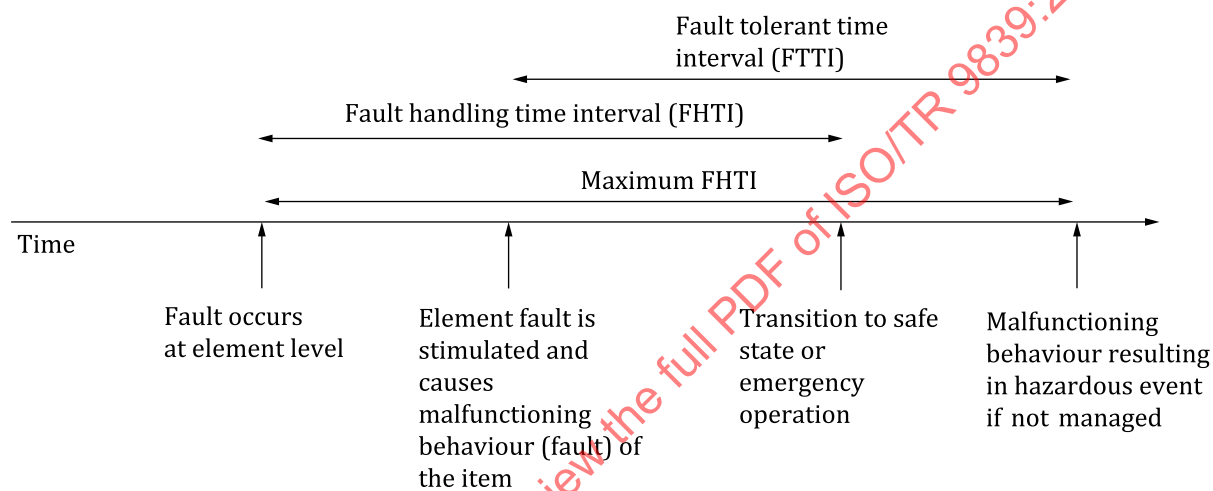 Fault tolerant time
interval (FTTI)
Fault handling time interval (FHTI)
Maximum FHTI
Time
Fault occurs
at element level
Element fault is
stimulated and
causes
malfunctioning
behaviour (fault) of
the item
Transition to safe
state or
emergency
operation
Malfunctioning
behaviour resulting
in hazardous event
if not managed
the full PDF of ISO/TR 9839: